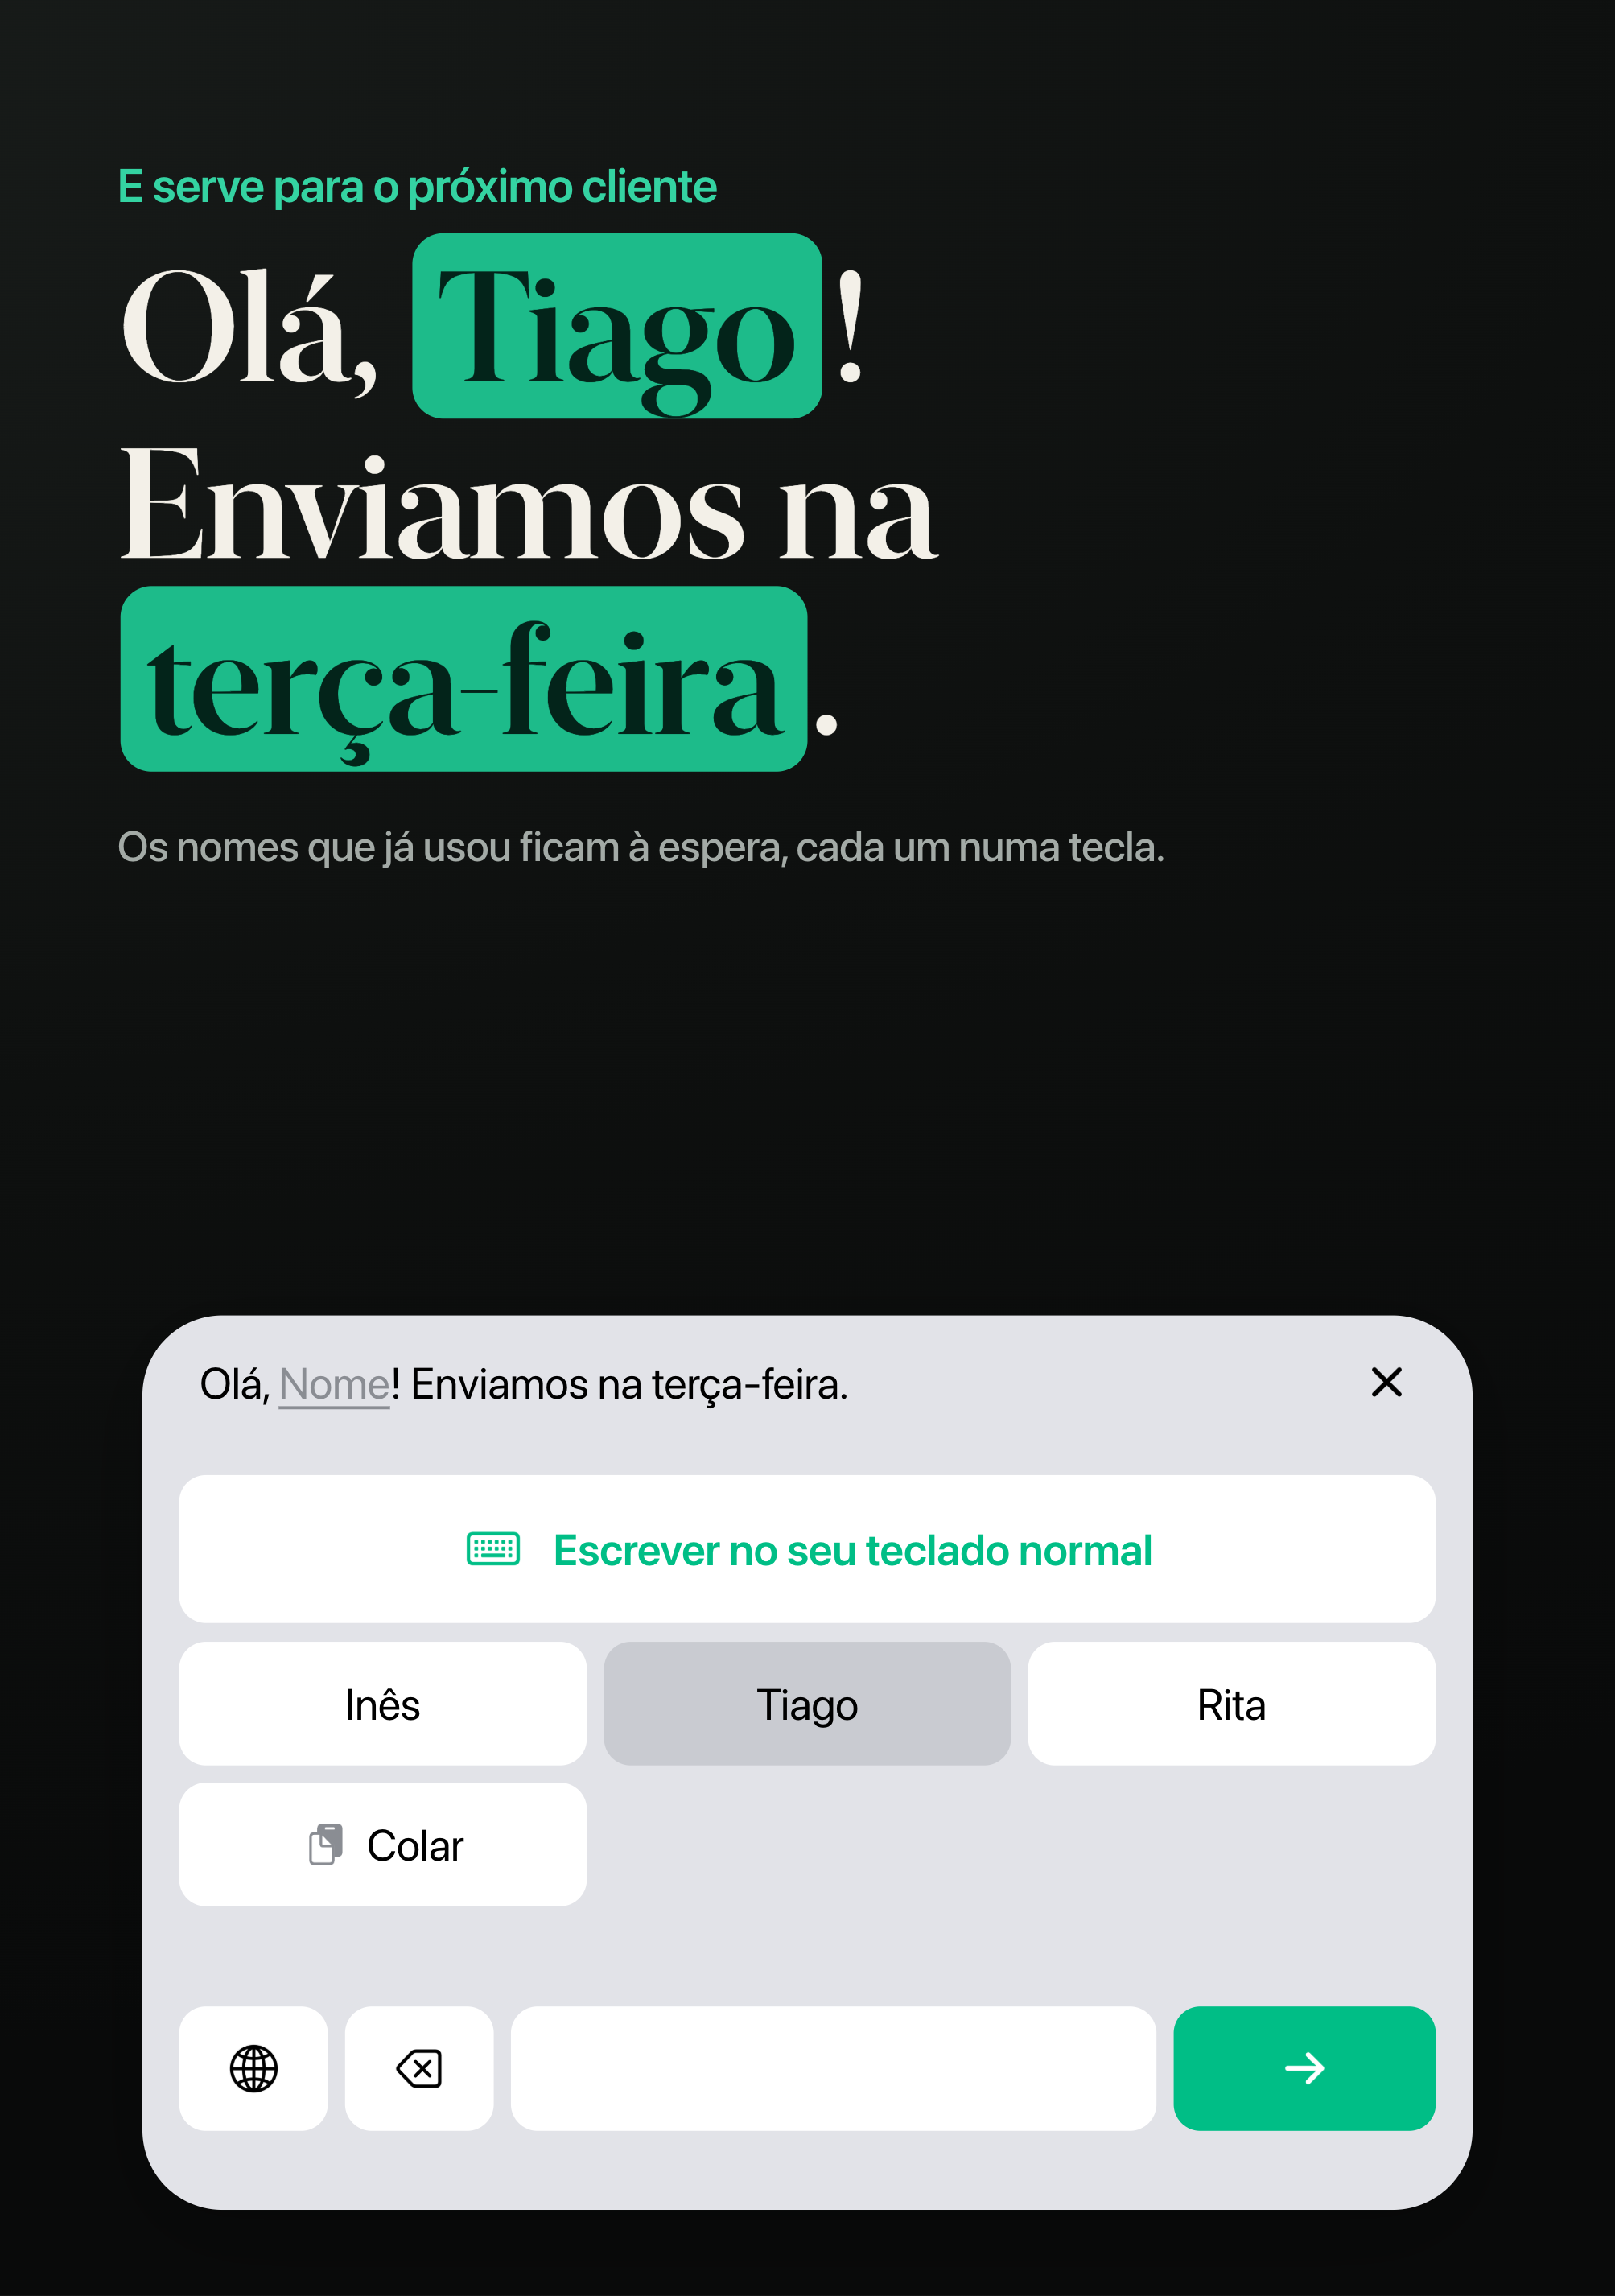 E serve para o próximo cliente
Olá, Tiago!
Enviamos na
terça-feira.
Os nomes que já usou ficam à espera, cada um numa tecla.
Olá, Nome! Enviamos na terça-feira.
Escrever no seu teclado normal
Inês Tiago Rita
Colar